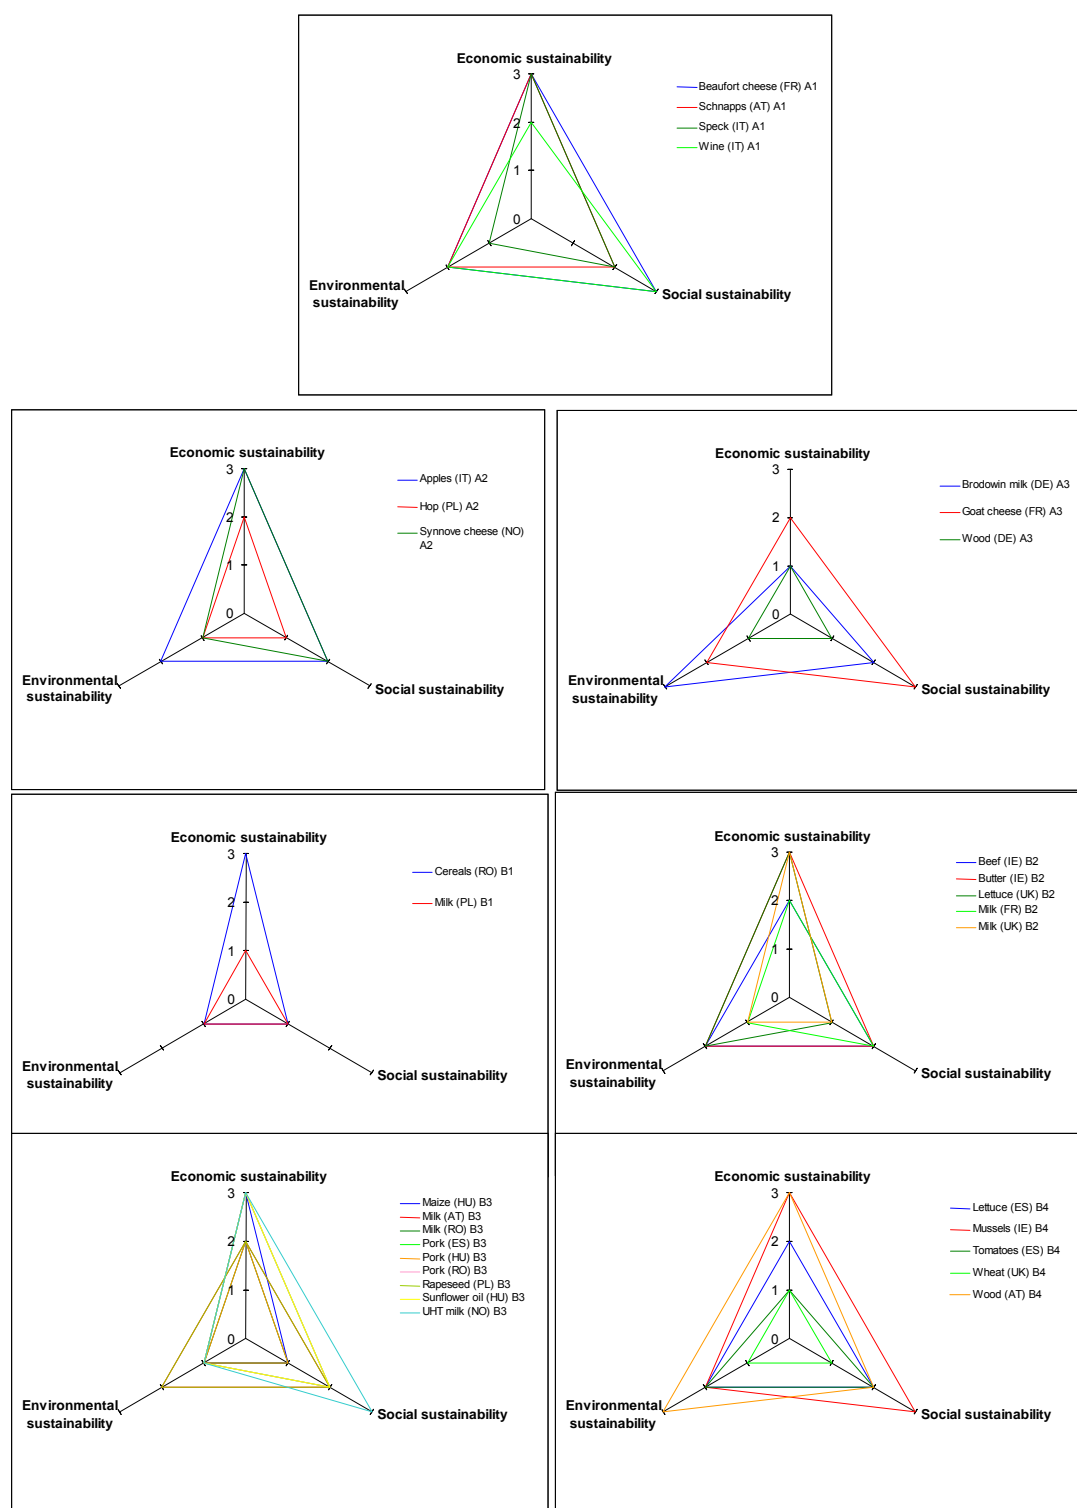 Economic sustainability
3
2
1
0
Environmental
sustainability
Social sustainability
Beaufort cheese (FR) A1
Schnapps (AT) A1
Speck (IT) A1
Wine (IT) A1
Economic sustainability
3
2
1
0
Environmental
sustainability
Social sustainability
Apples (IT) A2
Hop (PL) A2
Synnove cheese (NO)
A2
Economic sustainability
3
2
1
0
Environmental
sustainability
Social sustainability
Brodowin milk (DE) A3
Goat cheese (FR) A3
Wood (DE) A3
Economic sustainability
3
2
1
0
Environmental
sustainability
Social sustainability
Cereals (RO) B1
Milk (PL) B1
Economic sustainability
3
2
1
0
Environmental
sustainability
Social sustainability
Beef (IE) B2
Butter (IE) B2
Lettuce (UK) B2
Milk (FR) B2
Milk (UK) B2
Economic sustainability
3
2
1
0
Environmental
sustainability
Social sustainability
Maize (HU) B3
Milk (AT) B3
Milk (RO) B3
Pork (ES) B3
Pork (HU) B3
Pork (RO) B3
Rapeseed (PL) B3
Sunflower oil (HU) B3
UHT milk (NO) B3
Economic sustainability
3
2
1
0
Environmental
sustainability
Social sustainability
Lettuce (ES) B4
Mussels (IE) B4
Tomatoes (ES) B4
Wheat (UK) B4
Wood (AT) B4